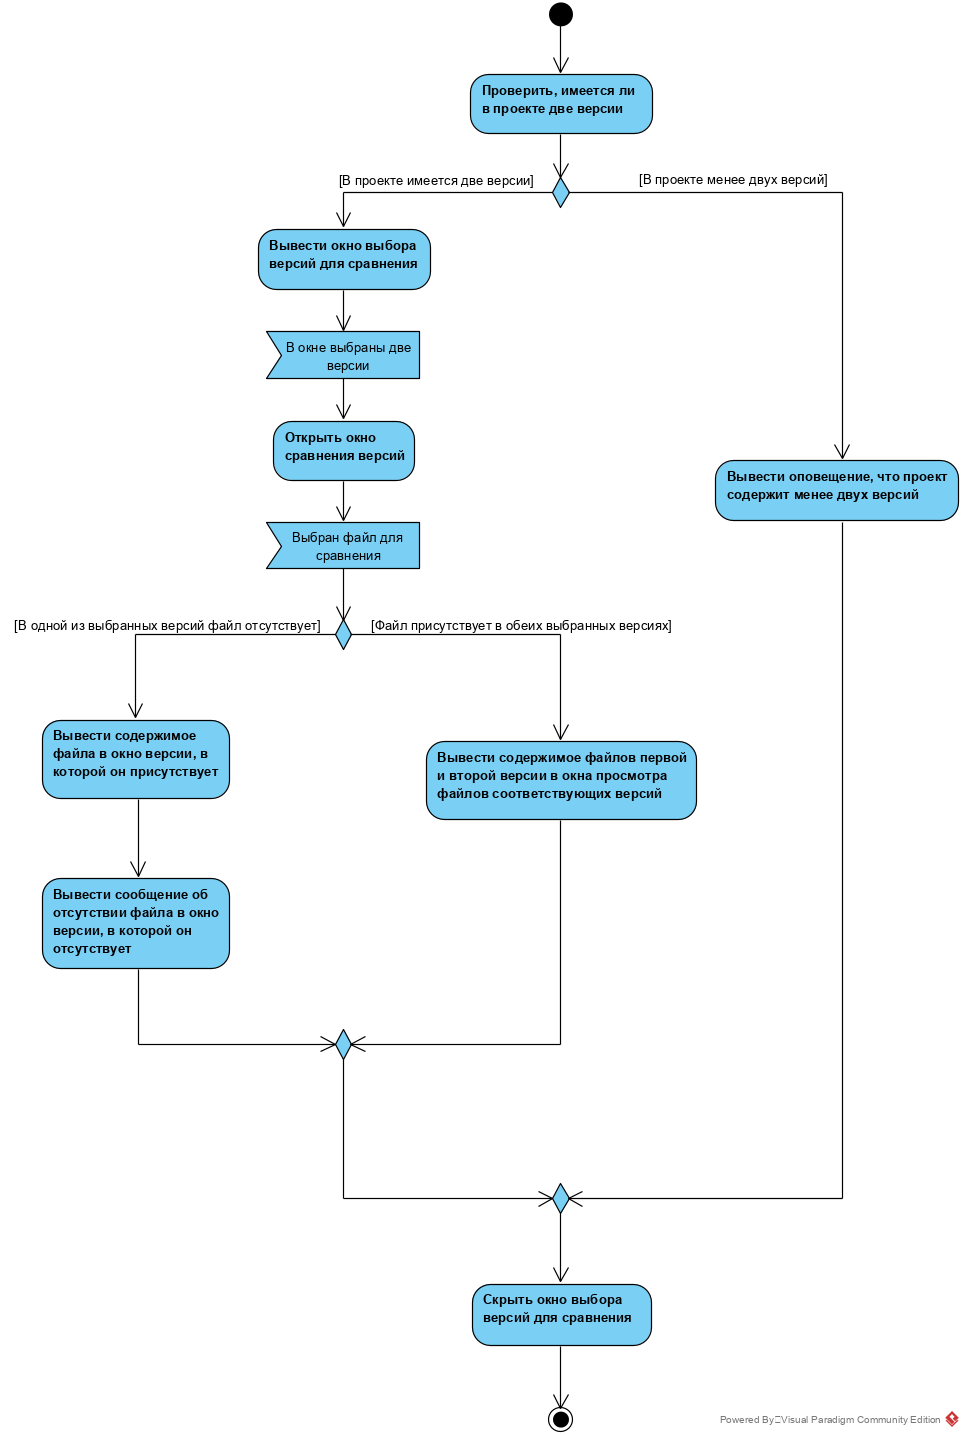 Проверить, имеется ли
в проекте две версии
[В проекте имеется две версии]
[В проекте менее двух версий]
Вывести окно выбора
версий для сравнения
В окне выбраны две
версии
Открыть окно
сравнения версий
Вывести оповещение, что проект
содержит менее двух версий
Выбран файл для
сравнения
[В одной из выбранных версий файл отсутствует]
[Файл присутствует в обеих выбранных версиях]
Вывести содержимое
файла в окно версии, в
которой он присутствует
Вывести содержимое файлов первой
и второй версии в окна просмотра
файлов соответствующих версий
Вывести сообщение об
отсутствии файла в окно
версии, в которой он
отсутствует
Скрыть окно выбора
версий для сравнения
Powered By Visual Paradigm Community Edition